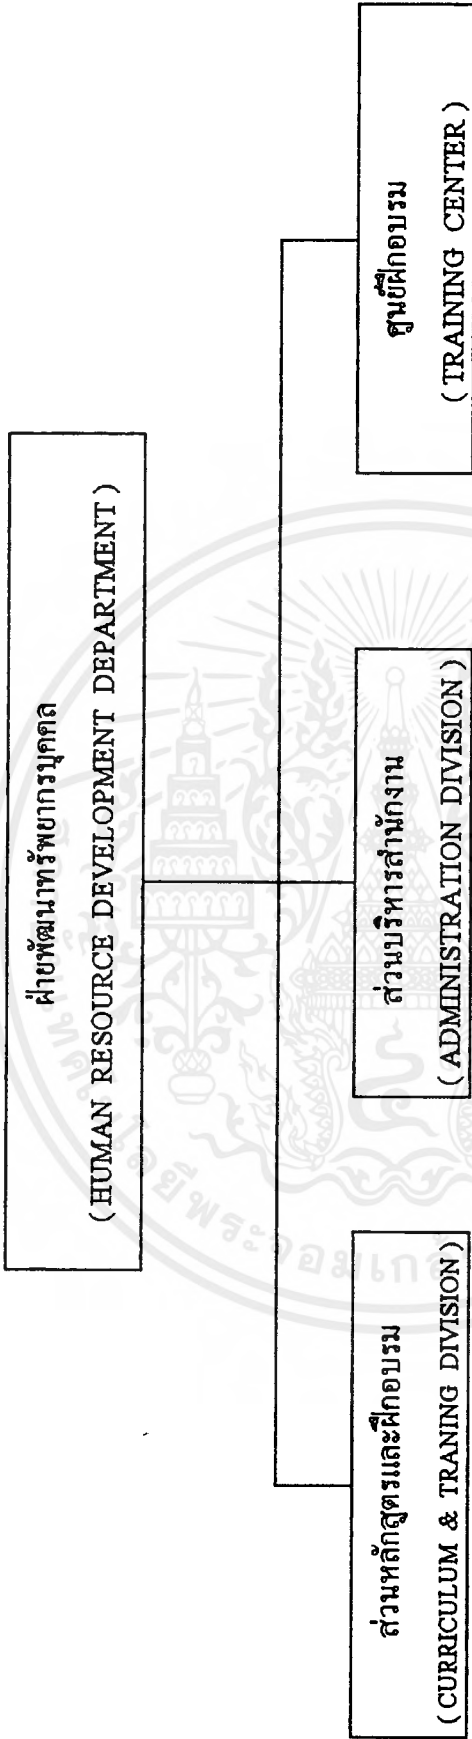 ฝ่ายพัฒนาทรัพยากรบุคคล
( HUMAN RESOURCE DEVELOPMENT DEPARTMENT )
ส่วนหลักสูตรและฝึกอบรม
( CURRICULUM & TRANING DIVISION )
ส่วนบริหารสำนักงาน
( ADMINISTRATION DIVISION )
ศูนย์ฝึกอบรม
( TRAINING CENTER )